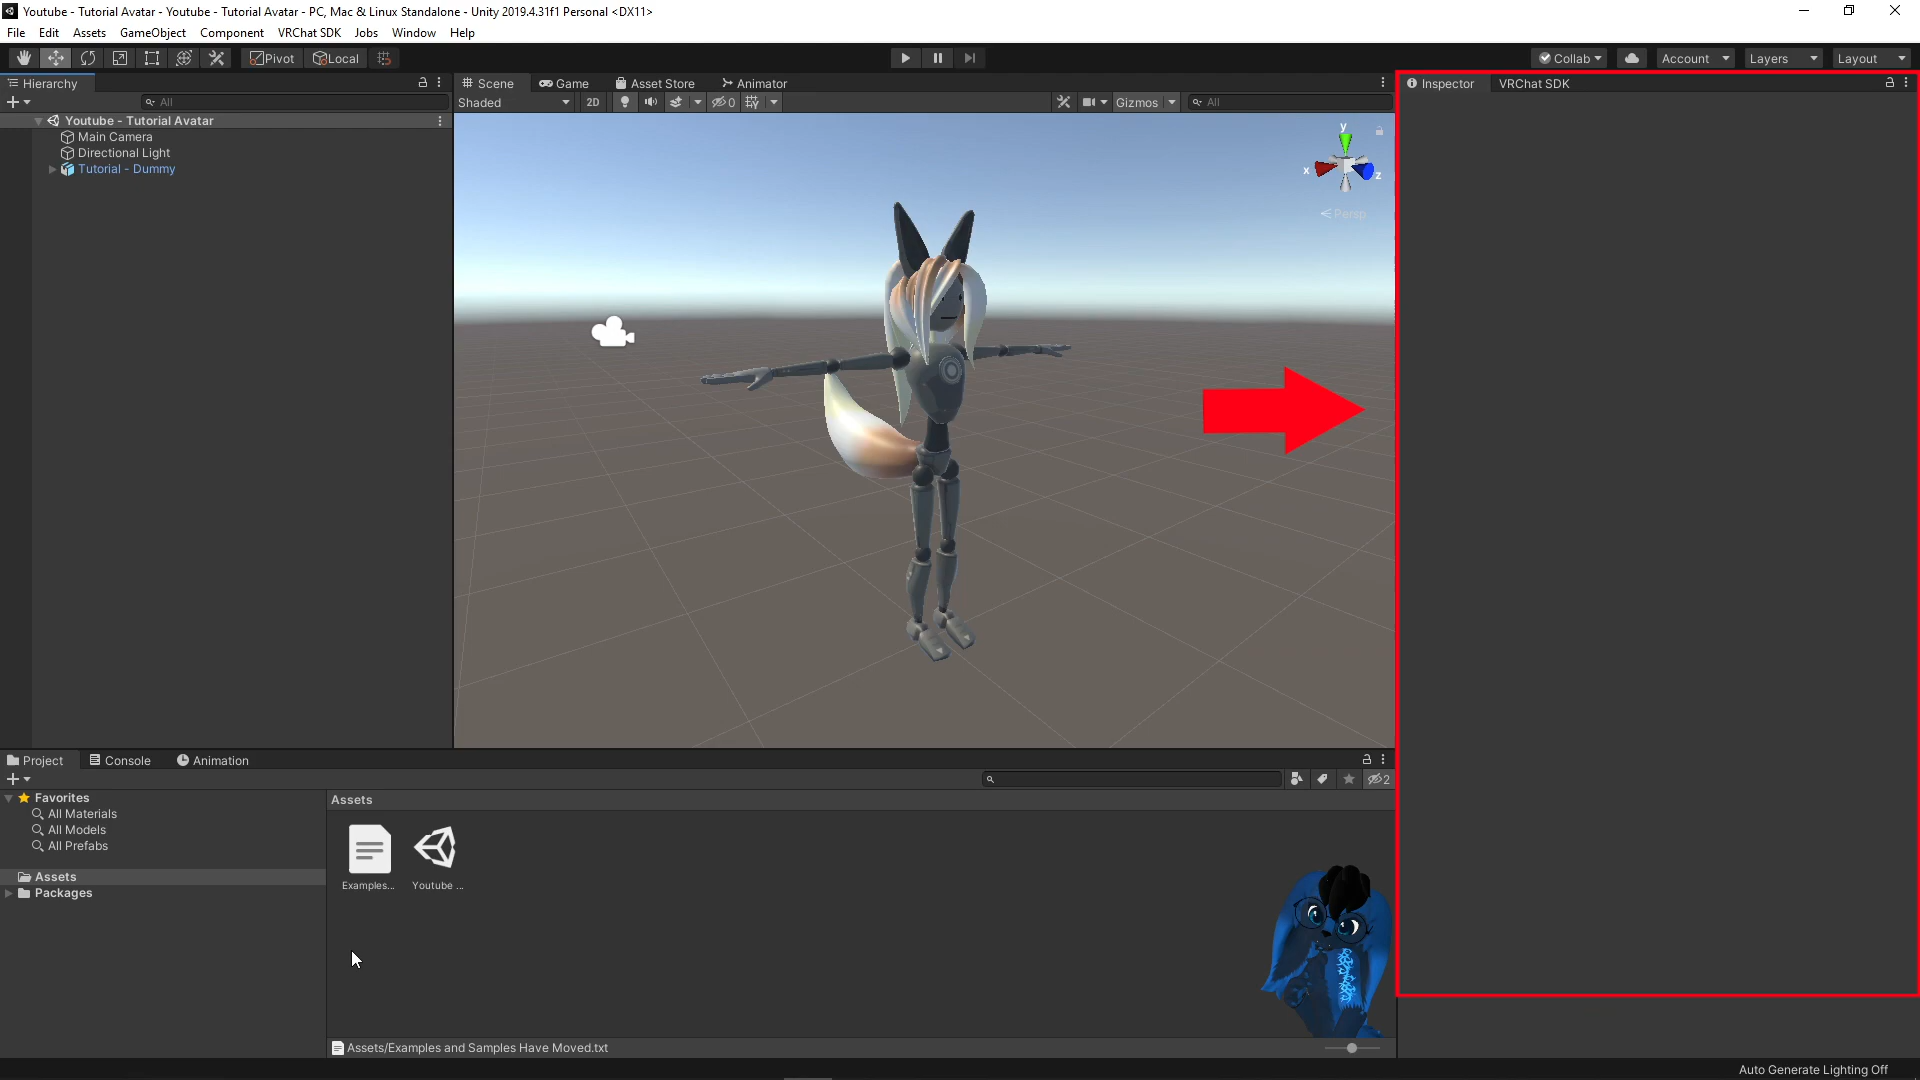 Youtube - Tutorial Avatar - Youtube - Tutorial Avatar - PC, Mac & Linux Standalone - Unity 2019.4.31f1 Personal <DX11>
File Edit Assets GameObject Component VRChat SDK Jobs Window Help
Pivot Local Collab Account Layers Layout
Hierarchy Scene Game Asset Store Animator Inspector VRChat SDK
All Shaded 2D 0 Gizmos All
Youtube - Tutorial Avatar
Main Camera
Directional Light
Tutorial - Dummy
y
x z
Persp
Project Console Animation
2
Favorites Assets
All Materials
All Models
All Prefabs
Assets
Packages
Examples... Youtube ...
Assets/Examples and Samples Have Moved.txt
Auto Generate Lighting Off